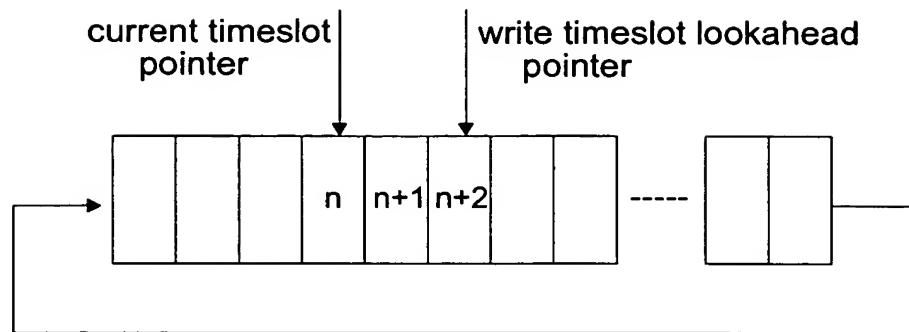 current timeslot
pointer
write timeslot lookahead
pointer
n
n+1
n+2